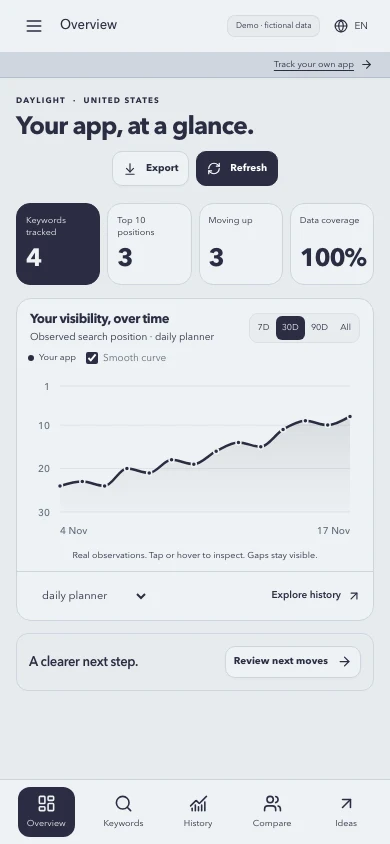 Overview
Demo · fictional data
EN
Track your own app
DAYLIGHT · UNITED STATES
Your app, at a glance.
Export
Refresh
Keywords
tracked
4
Top 10
positions
3
Moving up
3
Data coverage
100%
Your visibility, over time
Observed search position · daily planner
7D
30D
90D
All
Your app
Smooth curve
1
10
20
30
4 Nov
17 Nov
Real observations. Tap or hover to inspect. Gaps stay visible.
daily planner
Explore history
A clearer next step.
Review next moves
Overview
Keywords
History
Compare
Ideas